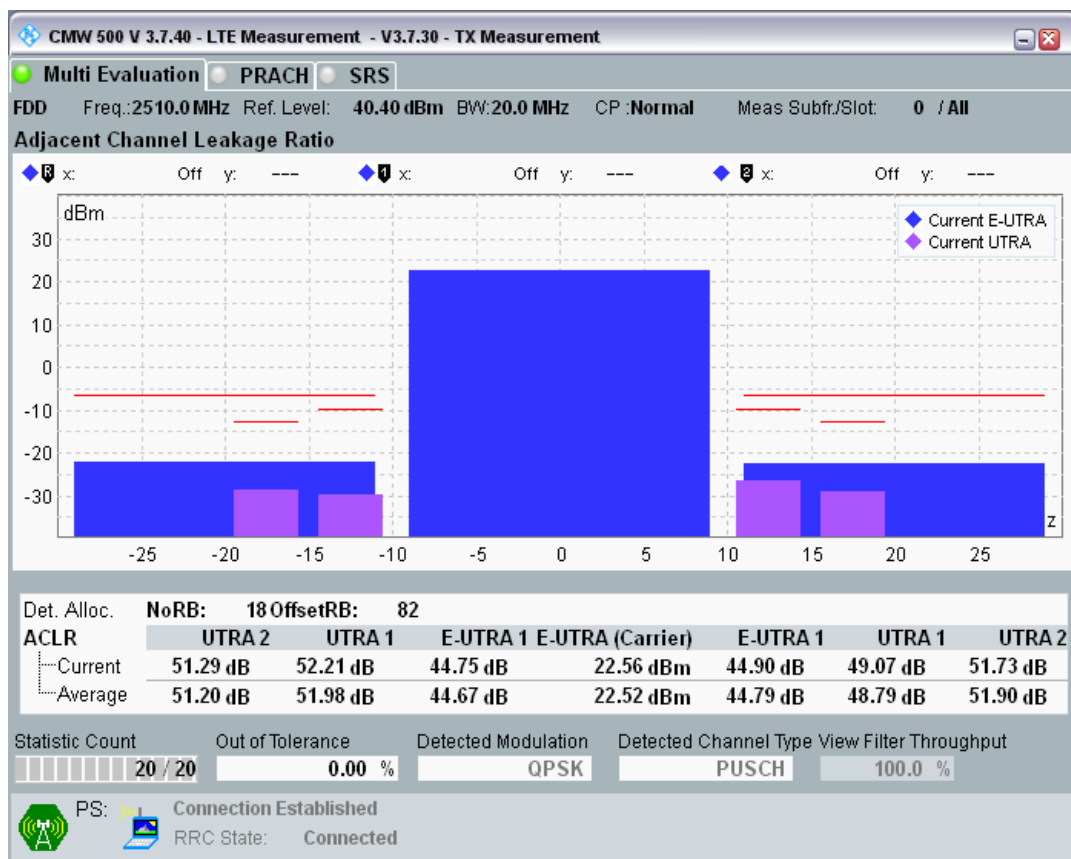 CMW 500 V 3.7.40 - LTE Measurement - V3.7.30 - TX Measurement
Multi Evaluation PRACH SRS
FDD Freq.:2510.0 MHz Ref. Level: 40.40 dBm BW:20.0 MHz CP :Normal Meas Subfr./Slot: 0 / All
Adjacent Channel Leakage Ratio
R x: Off y: --- 1 x: Off y: --- 2 x: Off y: ---
dBm
Current E-UTRA
Current UTRA
30
20
10
0
-10
-20
-30
z
-25 -20 -15 -10 -5 0 5 10 15 20 25
Det. Alloc. NoRB: 18 OffsetRB: 82
ACLR UTRA 2 UTRA 1 E-UTRA 1 E-UTRA (Carrier) E-UTRA 1 UTRA 1 UTRA 2
Current 51.29 dB 52.21 dB 44.75 dB 22.56 dBm 44.90 dB 49.07 dB 51.73 dB
Average 51.20 dB 51.98 dB 44.67 dB 22.52 dBm 44.79 dB 48.79 dB 51.90 dB
Statistic Count Out of Tolerance Detected Modulation Detected Channel Type View Filter Throughput
20 / 20 0.00 % QPSK PUSCH 100.0 %
PS: Connection Established
RRC State: Connected